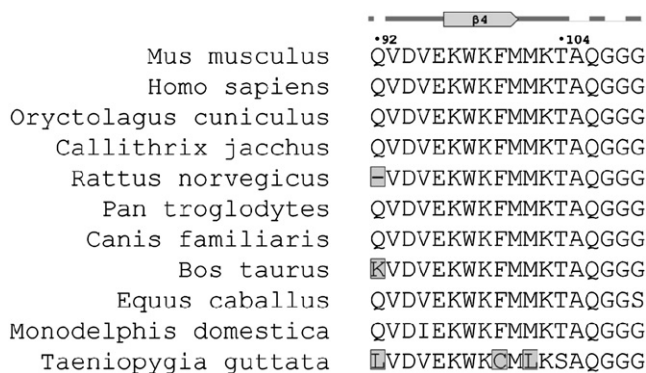 β4
•92 •104
Mus musculus QVDVEKWKFMMKTAQGGG
Homo sapiens QVDVEKWKFMMKTAQGGG
Oryctolagus cuniculus QVDVEKWKFMMKTAQGGG
Callithrix jacchus QVDVEKWKFMMKTAQGGG
Rattus norvegicus -VDVEKWKFMMKTAQGGG
Pan troglodytes QVDVEKWKFMMKTAQGGG
Canis familiaris QVDVEKWKFMMKTAQGGG
Bos taurus KVDVEKWKFMMKTAQGGG
Equus caballus QVDVEKWKFMMKTAQGGS
Monodelphis domestica QVDIEKFKFMMKTAQGGG
Taeniopygia guttata LVDVEKWKCMLKSAQGGG